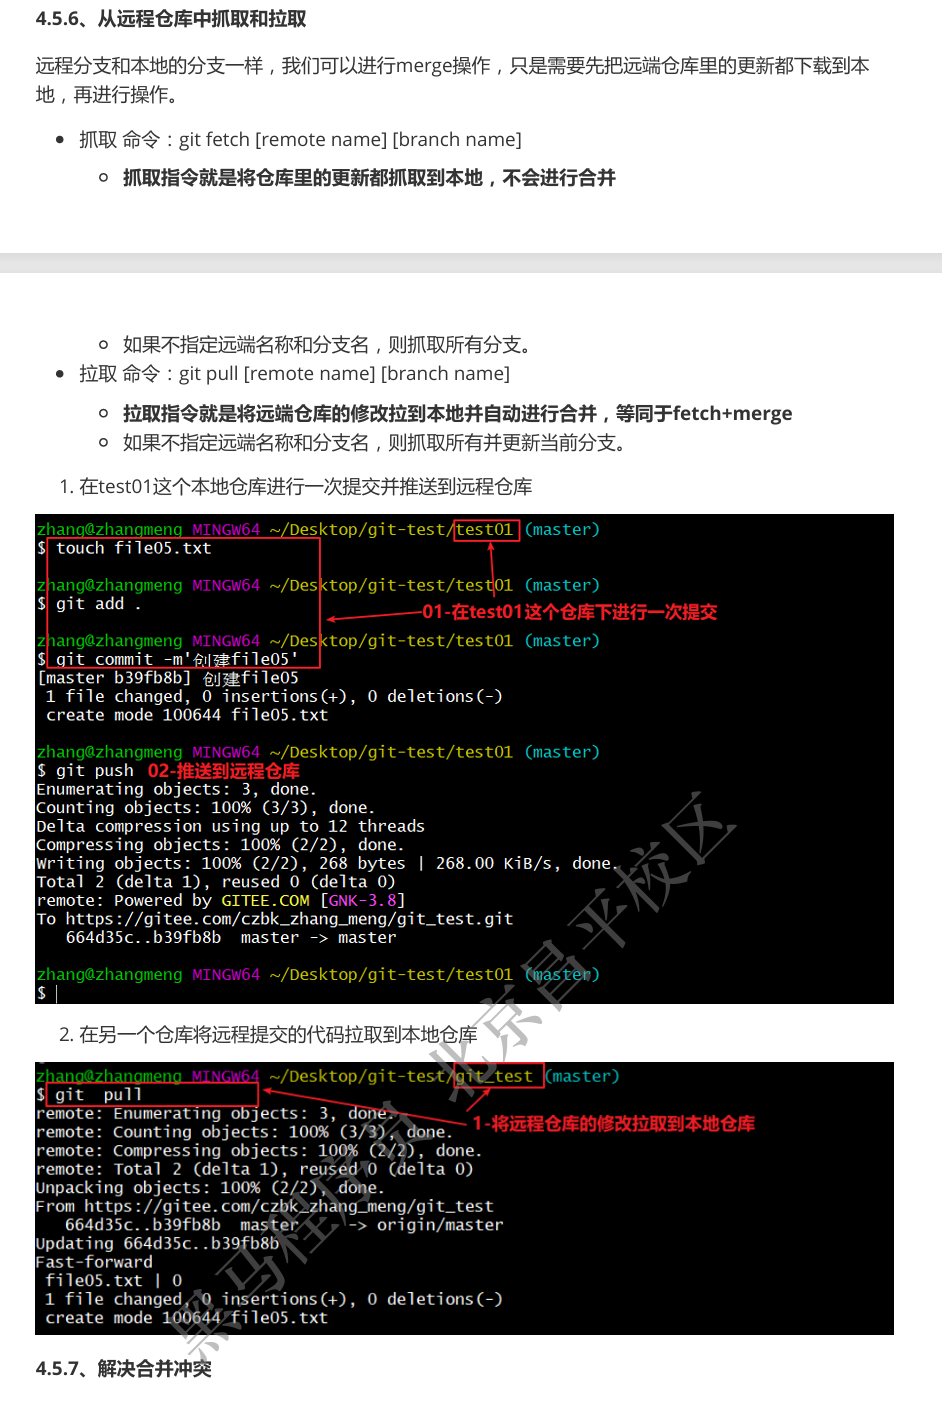 4.5.6、从远程仓库中抓取和拉取
远程分支和本地的分支一样，我们可以进行merge操作，只是需要先把远端仓库里的更新都下载到本
地，再进行操作。
抓取 命令：git fetch [remote name] [branch name]
抓取指令就是将仓库里的更新都抓取到本地，不会进行合并
如果不指定远端名称和分支名，则抓取所有分支。
拉取 命令：git pull [remote name] [branch name]
拉取指令就是将远端仓库的修改拉到本地并自动进行合并，等同于fetch+merge
如果不指定远端名称和分支名，则抓取所有并更新当前分支。
1. 在test01这个本地仓库进行一次提交并推送到远程仓库
zhang@zhangmeng MINGW64 ~/Desktop/git-test/test01 (master)
$ touch file05.txt
zhang@zhangmeng MINGW64 ~/Desktop/git-test/test01 (master)
$ git add .
01-在test01这个仓库下进行一次提交
zhang@zhangmeng MINGW64 ~/Desktop/git-test/test01 (master)
$ git commit -m'创建file05'
[master b39fb8b] 创建file05
1 file changed, 0 insertions(+), 0 deletions(-)
create mode 100644 file05.txt
zhang@zhangmeng MINGW64 ~/Desktop/git-test/test01 (master)
$ git push 02-推送到远程仓库
Enumerating objects: 3, done.
Counting objects: 100% (3/3), done.
Delta compression using up to 12 threads
Compressing objects: 100% (2/2), done.
Writing objects: 100% (2/2), 268 bytes | 268.00 KiB/s, done.
Total 2 (delta 1), reused 0 (delta 0)
remote: Powered by GITEE.COM [GNK-3.8]
To https://gitee.com/czbk_zhang_meng/git_test.git
664d35c..b39fb8b  master -> master
zhang@zhangmeng MINGW64 ~/Desktop/git-test/test01 (master)
$
2. 在另一个仓库将远程提交的代码拉取到本地仓库
zhang@zhangmeng MINGW64 ~/Desktop/git-test/git_test (master)
$ git  pull
remote: Enumerating objects: 3, done.
1-将远程仓库的修改拉取到本地仓库
remote: Counting objects: 100% (3/3), done.
remote: Compressing objects: 100% (2/2), done.
remote: Total 2 (delta 1), reused 0 (delta 0)
Unpacking objects: 100% (2/2), done.
From https://gitee.com/czbk_zhang_meng/git_test
664d35c..b39fb8b  master     -> origin/master
Updating 664d35c..b39fb8b
Fast-forward
file05.txt | 0
1 file changed, 0 insertions(+), 0 deletions(-)
create mode 100644 file05.txt
黑马程序员 北京昌平校区
4.5.7、解决合并冲突